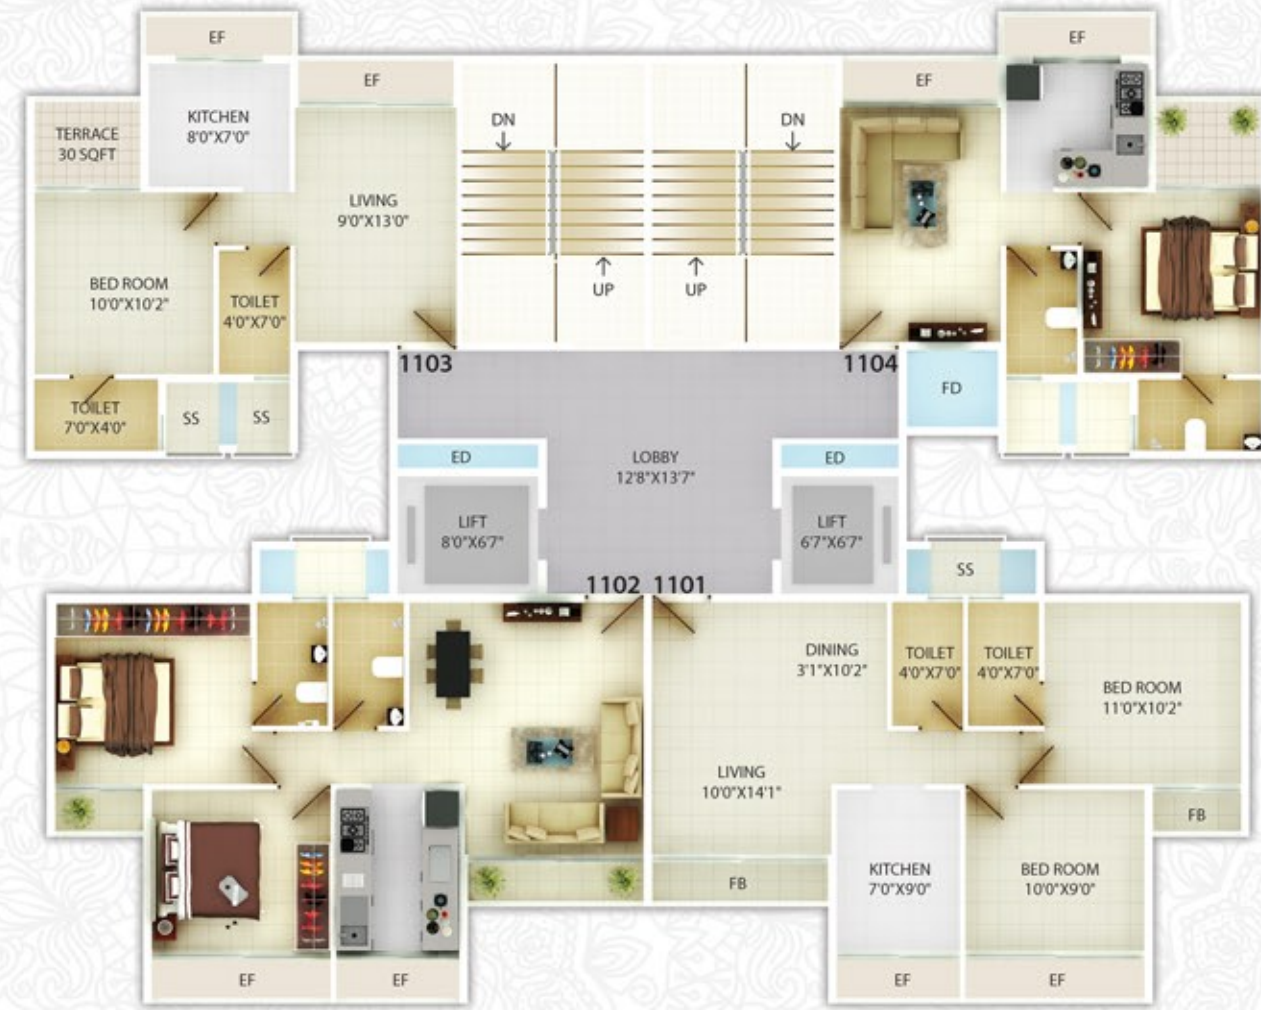 EF
KITCHEN
8'0"X7'0"
EF
TERRACE
30 SQFT
LIVING
9'0"X13'0"
BED ROOM
10'0"X10'2"
TOILET
4'0"X7'0"
TOILET
7'0"X4'0"
SS
SS
DN
UP
UP
DN
EF
EF
1103
1104
FD
ED
LOBBY
12'8"X13'7"
ED
LIFT
8'0"X6'7"
LIFT
6'7"X6'7"
SS
1102
1101
DINING
3'1"X10'2"
TOILET
4'0"X7'0"
TOILET
4'0"X7'0"
BED ROOM
11'0"X10'2"
LIVING
10'0"X14'1"
FB
FB
KITCHEN
7'0"X9'0"
BED ROOM
10'0"X9'0"
EF
EF
EF
EF